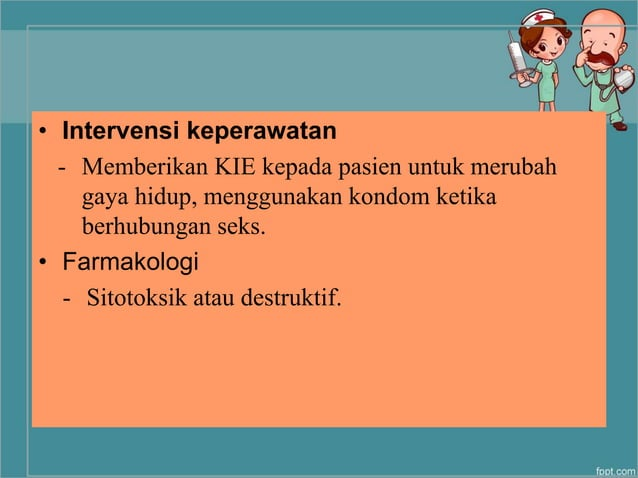 • Intervensi keperawatan
- Memberikan KIE kepada pasien untuk merubah
gaya hidup, menggunakan kondom ketika
berhubungan seks.
• Farmakologi
- Sitotoksik atau destruktif.
fppt.com